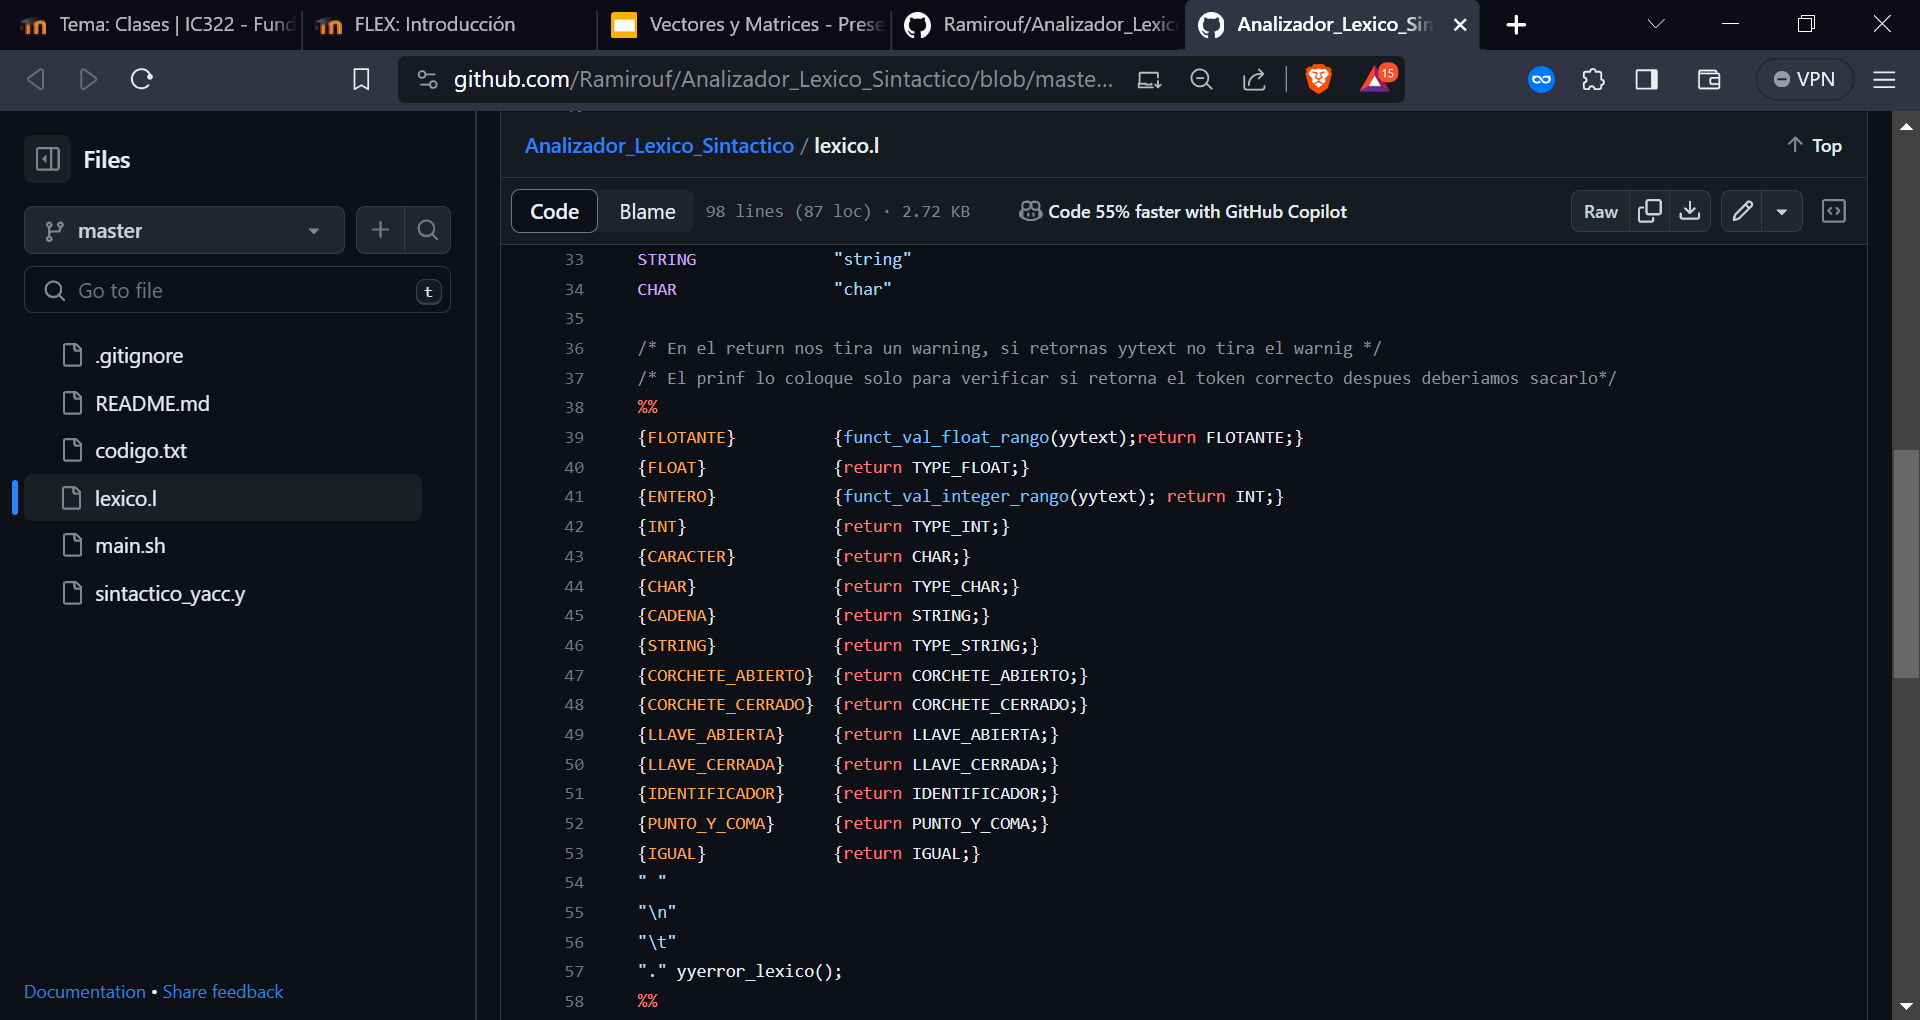 Tema: Clases | IC322 - Fund
FLEX: Introducción
Vectores y Matrices - Prese
Ramirouf/Analizador_Lexic
Analizador_Lexico_Sin
github.com/Ramirouf/Analizador_Lexico_Sintactico/blob/maste...
15
VPN
Files
master
Go to file
t
.gitignore
README.md
codigo.txt
lexico.l
main.sh
sintactico_yacc.y
Documentation • Share feedback
Analizador_Lexico_Sintactico / lexico.l
Top
Code
Blame
98 lines (87 loc) · 2.72 KB
Code 55% faster with GitHub Copilot
Raw
33 STRING "string"
34 CHAR "char"
35
36 /* En el return nos tira un warning, si retornas yytext no tira el warnig */
37 /* El prinf lo coloque solo para verificar si retorna el token correcto despues deberiamos sacarlo*/
38 %%
39 {FLOTANTE} {funct_val_float_rango(yytext);return FLOTANTE;}
40 {FLOAT} {return TYPE_FLOAT;}
41 {ENTERO} {funct_val_integer_rango(yytext); return INT;}
42 {INT} {return TYPE_INT;}
43 {CARACTER} {return CHAR;}
44 {CHAR} {return TYPE_CHAR;}
45 {CADENA} {return STRING;}
46 {STRING} {return TYPE_STRING;}
47 {CORCHETE_ABIERTO} {return CORCHETE_ABIERTO;}
48 {CORCHETE_CERRADO} {return CORCHETE_CERRADO;}
49 {LLAVE_ABIERTA} {return LLAVE_ABIERTA;}
50 {LLAVE_CERRADA} {return LLAVE_CERRADA;}
51 {IDENTIFICADOR} {return IDENTIFICADOR;}
52 {PUNTO_Y_COMA} {return PUNTO_Y_COMA;}
53 {IGUAL} {return IGUAL;}
54 " "
55 "\n"
56 "\t"
57 "." yyerror_lexico();
58 %%